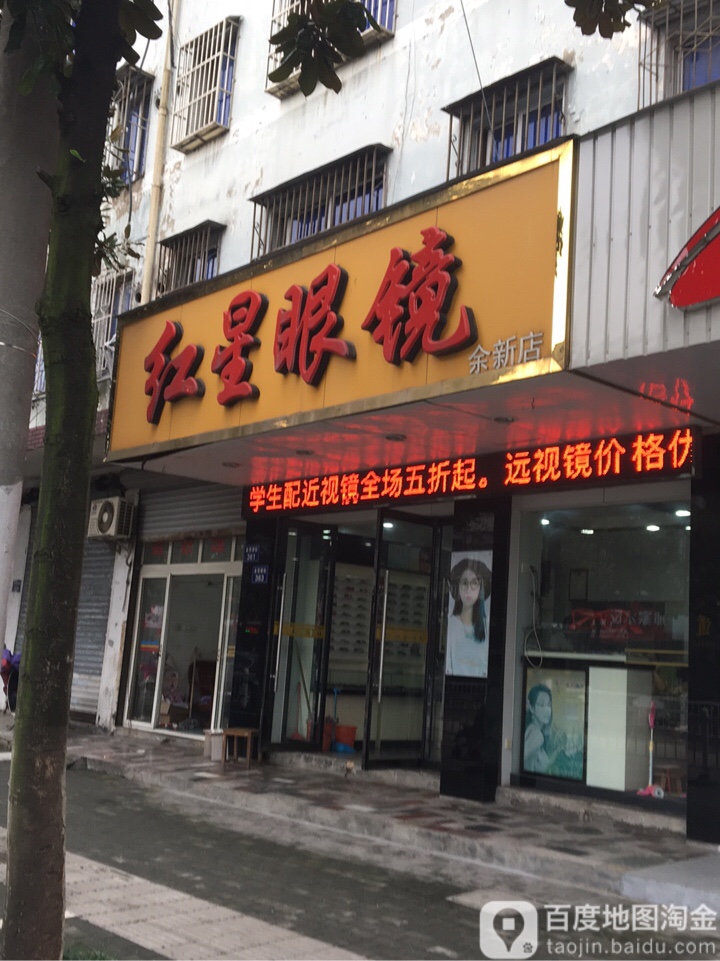 红星眼镜
余新店
学生配近视镜全场五折起。远视镜价格优
百度地图淘金
taojin.baidu.com